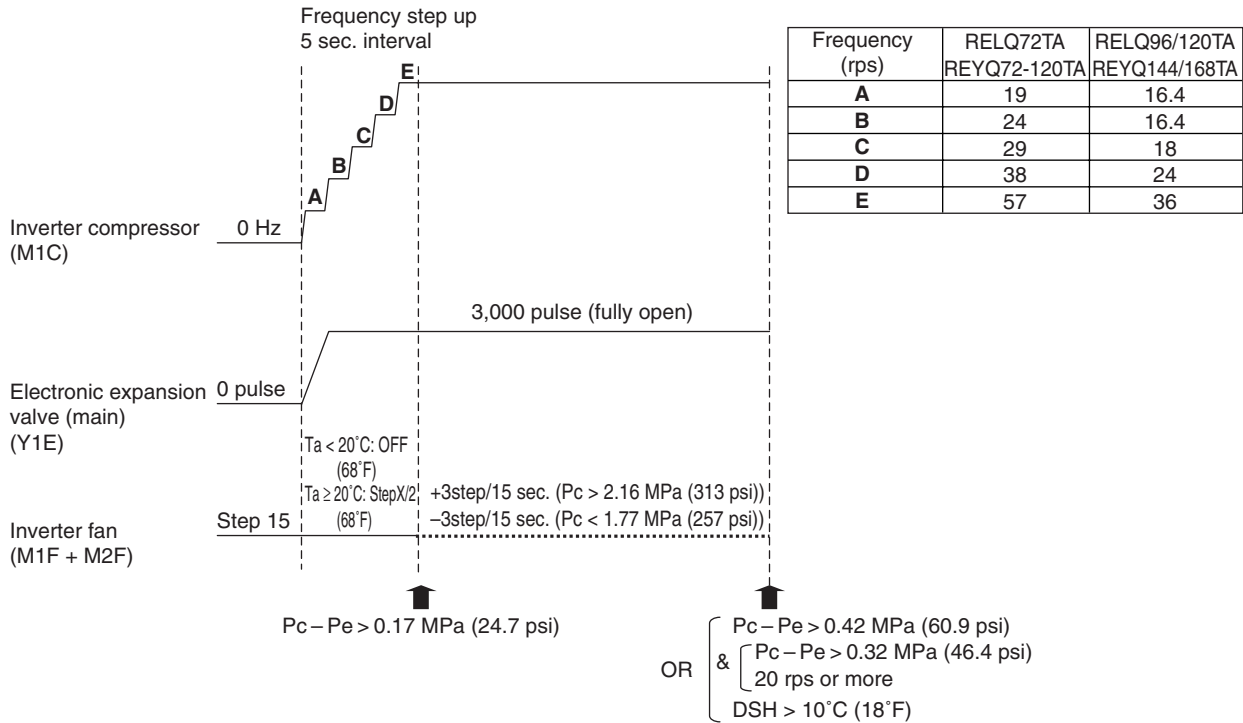 Frequency step up
5 sec. interval
Frequency
(rps)
RELQ72TA
REYQ72-120TA
RELQ96/120TA
REYQ144/168TA
A 19 16.4
B 24 16.4
C 29 18
D 38 24
E 57 36
E
D
C
B
A
Inverter compressor
(M1C)
0 Hz
3,000 pulse (fully open)
Electronic expansion
valve (main)
(Y1E)
0 pulse
Ta < 20˚C: OFF
(68˚F)
Ta ≥ 20˚C: StepX/2
(68˚F)
+3step/15 sec. (Pc > 2.16 MPa (313 psi))
–3step/15 sec. (Pc < 1.77 MPa (257 psi))
Inverter fan
(M1F + M2F)
Step 15
Pc – Pe > 0.17 MPa (24.7 psi)
OR
Pc – Pe > 0.42 MPa (60.9 psi)
&
Pc – Pe > 0.32 MPa (46.4 psi)
20 rps or more
DSH > 10˚C (18˚F)